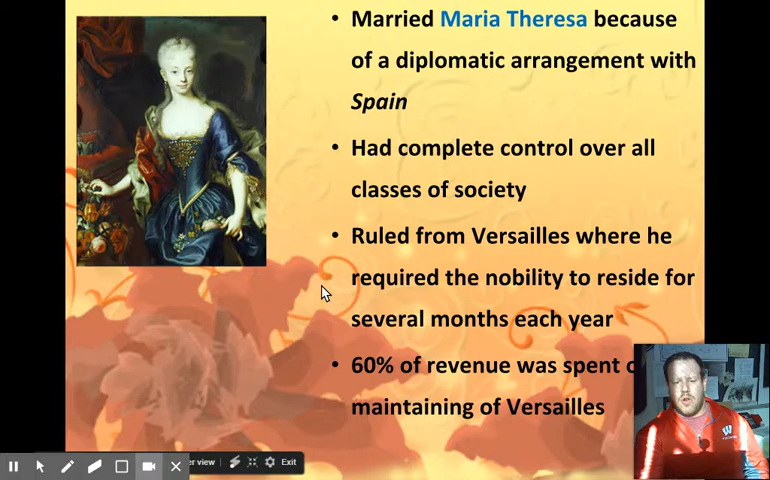 • Married Maria Theresa because
of a diplomatic arrangement with
Spain
• Had complete control over all
classes of society
• Ruled from Versailles where he
required the nobility to reside for
several months each year
• 60% of revenue was spent
maintaining of Versailles
W
er view
Exit